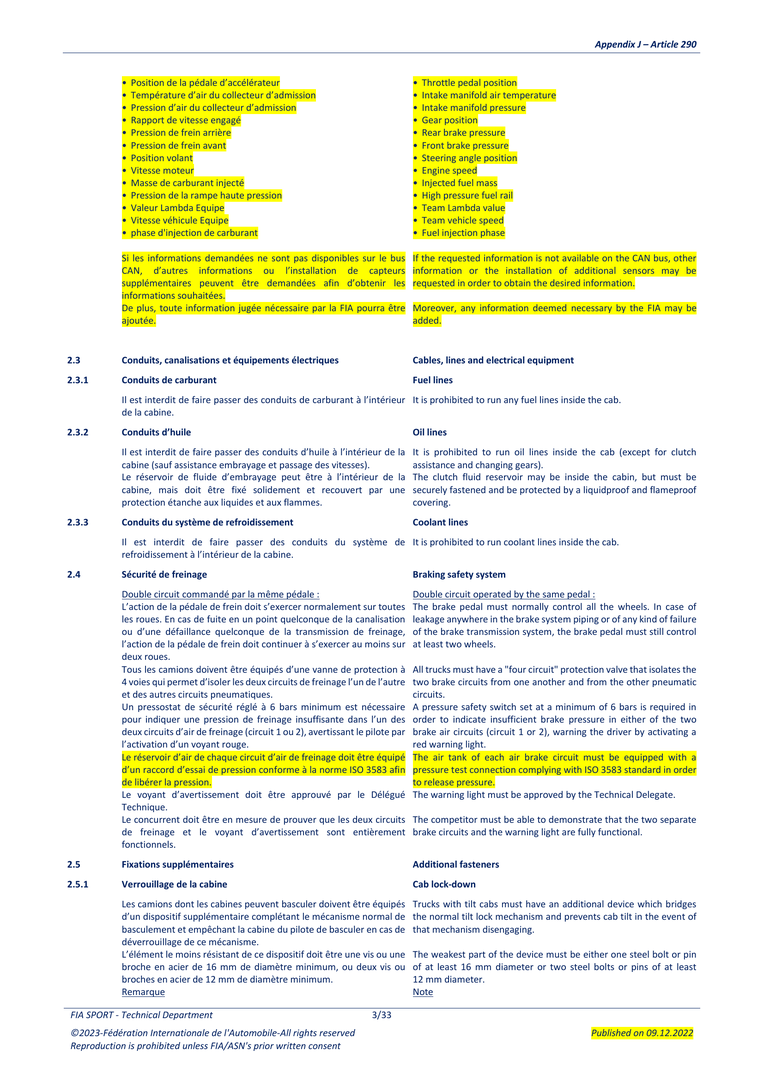 Appendix J – Article 290
• Position de la pédale d'accélérateur
• Température d'air du collecteur d'admission
• Pression d'air du collecteur d'admission
• Rapport de vitesse engagé
• Pression de frein arrière
• Pression de frein avant
• Position volant
• Vitesse moteur
• Masse de carburant injecté
• Pression de la rampe haute pression
• Valeur Lambda Equipe
• Vitesse véhicule Equipe
• phase d'injection de carburant
• Throttle pedal position
• Intake manifold air temperature
• Intake manifold pressure
• Gear position
• Rear brake pressure
• Front brake pressure
• Steering angle position
• Engine speed
• Injected fuel mass
• High pressure fuel rail
• Team Lambda value
• Team vehicle speed
• Fuel injection phase
Si les informations demandées ne sont pas disponibles sur le bus
CAN, d'autres informations ou l'installation de capteurs
supplémentaires peuvent être demandées afin d'obtenir les
informations souhaitées.
De plus, toute information jugée nécessaire par la FIA pourra être
ajoutée.
If the requested information is not available on the CAN bus, other
information or the installation of additional sensors may be
requested in order to obtain the desired information.
Moreover, any information deemed necessary by the FIA may be
added.
2.3 Conduits, canalisations et équipements électriques Cables, lines and electrical equipment
2.3.1 Conduits de carburant Fuel lines
Il est interdit de faire passer des conduits de carburant à l'intérieur
de la cabine.
It is prohibited to run any fuel lines inside the cab.
2.3.2 Conduits d'huile Oil lines
Il est interdit de faire passer des conduits d'huile à l'intérieur de la
cabine (sauf assistance embrayage et passage des vitesses).
Le réservoir de fluide d'embrayage peut être à l'intérieur de la
cabine, mais doit être fixé solidement et recouvert par une
protection étanche aux liquides et aux flammes.
It is prohibited to run oil lines inside the cab (except for clutch
assistance and changing gears).
The clutch fluid reservoir may be inside the cabin, but must be
securely fastened and be protected by a liquidproof and flameproof
covering.
2.3.3 Conduits du système de refroidissement Coolant lines
Il est interdit de faire passer des conduits du système de
refroidissement à l'intérieur de la cabine.
It is prohibited to run coolant lines inside the cab.
2.4 Sécurité de freinage Braking safety system
Double circuit commandé par la même pédale :
L'action de la pédale de frein doit s'exercer normalement sur toutes
les roues. En cas de fuite en un point quelconque de la canalisation
ou d'une défaillance quelconque de la transmission de freinage,
l'action de la pédale de frein doit continuer à s'exercer au moins sur
deux roues.
Tous les camions doivent être équipés d'une vanne de protection à
4 voies qui permet d'isoler les deux circuits de freinage l'un de l'autre
et des autres circuits pneumatiques.
Un pressostat de sécurité réglé à 6 bars minimum est nécessaire
pour indiquer une pression de freinage insuffisante dans l'un des
deux circuits d'air de freinage (circuit 1 ou 2), avertissant le pilote par
l'activation d'un voyant rouge.
Le réservoir d'air de chaque circuit d'air de freinage doit être équipé
d'un raccord d'essai de pression conforme à la norme ISO 3583 afin
de libérer la pression.
Le voyant d'avertissement doit être approuvé par le Délégué
Technique.
Le concurrent doit être en mesure de prouver que les deux circuits
de freinage et le voyant d'avertissement sont entièrement
fonctionnels.
Double circuit operated by the same pedal :
The brake pedal must normally control all the wheels. In case of
leakage anywhere in the brake system piping or of any kind of failure
of the brake transmission system, the brake pedal must still control
at least two wheels.
All trucks must have a "four circuit" protection valve that isolates the
two brake circuits from one another and from the other pneumatic
circuits.
A pressure safety switch set at a minimum of 6 bars is required in
order to indicate insufficient brake pressure in either of the two
brake air circuits (circuit 1 or 2), warning the driver by activating a
red warning light.
The air tank of each air brake circuit must be equipped with a
pressure test connection complying with ISO 3583 standard in order
to release pressure.
The warning light must be approved by the Technical Delegate.
The competitor must be able to demonstrate that the two separate
brake circuits and the warning light are fully functional.
2.5 Fixations supplémentaires Additional fasteners
2.5.1 Verrouillage de la cabine Cab lock-down
Les camions dont les cabines peuvent basculer doivent être équipés
d'un dispositif supplémentaire complétant le mécanisme normal de
basculement et empêchant la cabine du pilote de basculer en cas de
déverrouillage de ce mécanisme.
L'élément le moins résistant de ce dispositif doit être une vis ou une
broche en acier de 16 mm de diamètre minimum, ou deux vis ou
broches en acier de 12 mm de diamètre minimum.
Remarque
Trucks with tilt cabs must have an additional device which bridges
the normal tilt lock mechanism and prevents cab tilt in the event of
that mechanism disengaging.
The weakest part of the device must be either one steel bolt or pin
of at least 16 mm diameter or two steel bolts or pins of at least
12 mm diameter.
Note
FIA SPORT - Technical Department 3/33
©2023-Fédération Internationale de l'Automobile-All rights reserved
Reproduction is prohibited unless FIA/ASN's prior written consent
Published on 09.12.2022